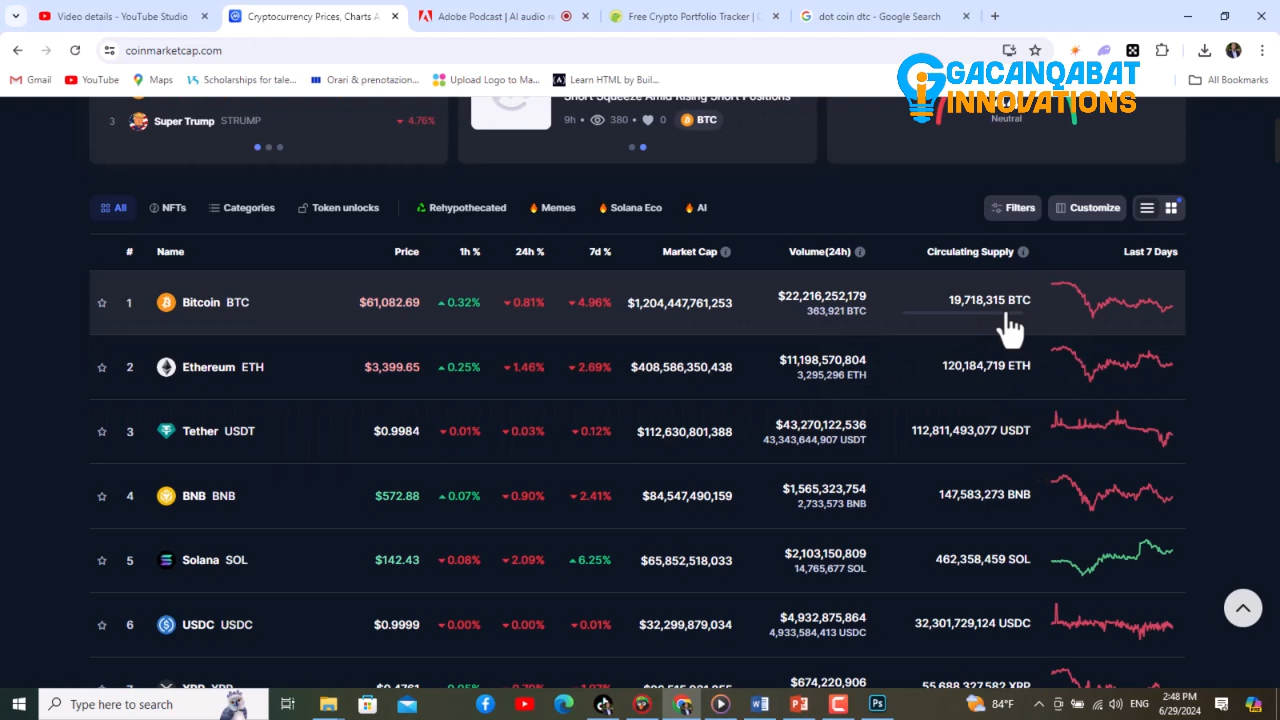 Video details - YouTube Studio
Cryptocurrency Prices, Charts A
Adobe Podcast | AI audio re
Free Crypto Portfolio Tracker | C
dot coin dtc - Google Search
coinmarketcap.com
Gmail
YouTube
Maps
Scholarships for tale...
Orari & prenotazion...
Upload Logo to Ma...
Learn HTML by Buil...
All Bookmarks
GACANQABAT
INNOVATIONS
3 Super Trump STRUMP 4.76%
Short Squeeze Amid Rising Short Positions
9h • 380 • 0 BTC
Neutral
All NFTs Categories Token unlocks Rehypothecated Memes Solana Eco AI Filters Customize
# Name Price 1h % 24h % 7d % Market Cap Volume(24h) Circulating Supply Last 7 Days
1 Bitcoin BTC $61,082.69 0.32% 0.81% 4.96% $1,204,447,761,253 $22,216,252,179 19,718,315 BTC
363,921 BTC
2 Ethereum ETH $3,399.65 0.25% 1.46% 2.69% $408,586,350,438 $11,198,570,804 120,184,719 ETH
3,295,296 ETH
3 Tether USDT $0.9984 0.01% 0.03% 0.12% $112,630,801,388 $43,270,122,536 112,811,493,077 USDT
43,343,644,907 USDT
4 BNB BNB $572.88 0.07% 0.90% 2.41% $84,547,490,159 $1,565,323,754 147,583,273 BNB
2,733,573 BNB
5 Solana SOL $142.43 0.08% 2.09% 6.25% $65,852,518,033 $2,103,150,809 462,358,459 SOL
14,765,677 SOL
6 USDC USDC $0.9999 0.00% 0.00% 0.01% $32,299,879,034 $4,932,875,864 32,301,729,124 USDC
4,933,584,413 USDC
$674,220,906
Type here to search
84°F
ENG
2:48 PM
6/29/2024